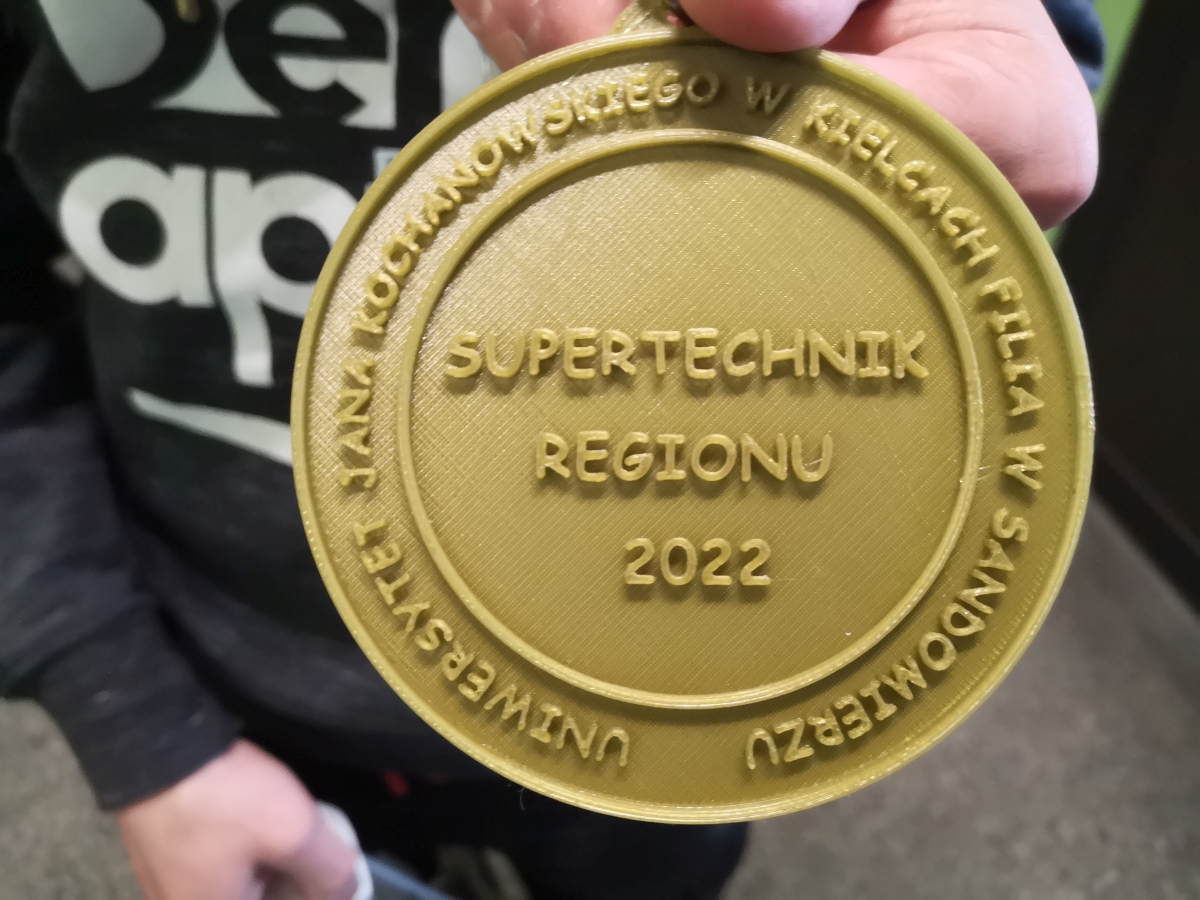 UNIWERSYTET JANA KOCHANOWSKIEGO W KIELCACH FILIA W SANDOMIERZU
SUPERTECHNIK
REGIONU
2022